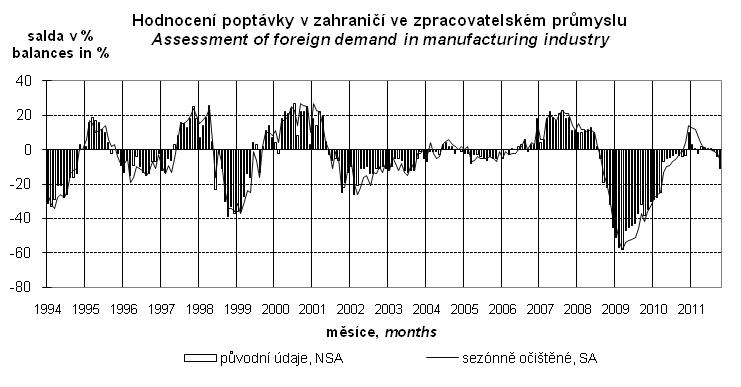 Hodnocení poptávky v zahraničí ve zpracovatelském průmyslu
Assessment of foreign demand in manufacturing industry
salda v %
balances in %
40
20
0
-20
-40
-60
-80
1994 1995 1996 1997 1998 1999 2000 2001 2002 2003 2004 2005 2006 2007 2008 2009 2010 2011
měsíce, months
původní údaje, NSA
sezónně očištěné, SA